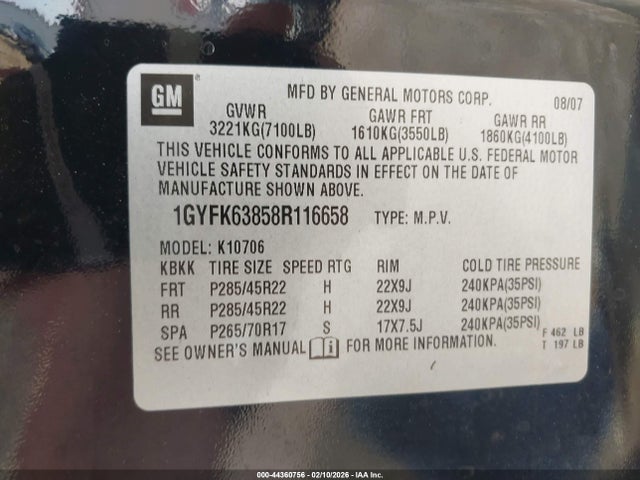 GM
MFD BY GENERAL MOTORS CORP. 08/07
GVWR GAWR FRT GAWR RR
3221KG(7100LB) 1610KG(3550LB) 1860KG(4100LB)
THIS VEHICLE CONFORMS TO ALL APPLICABLE U.S. FEDERAL MOTOR
VEHICLE SAFETY STANDARDS IN EFFECT ON THE DATE OF
MANUFACTURE SHOWN ABOVE.
1GYFK63858R116658 TYPE: M.P.V.
MODEL: K10706
KBKK TIRE SIZE SPEED RTG RIM COLD TIRE PRESSURE
FRT P285/45R22 H 22X9J 240KPA(35PSI)
RR P285/45R22 H 22X9J 240KPA(35PSI)
SPA P265/70R17 S 17X7.5J 240KPA(35PSI)
F 462 LB
T 197 LB
SEE OWNER'S MANUAL i FOR MORE INFORMATION.
000-44360756 - 02/10/2026 - IAA Inc.